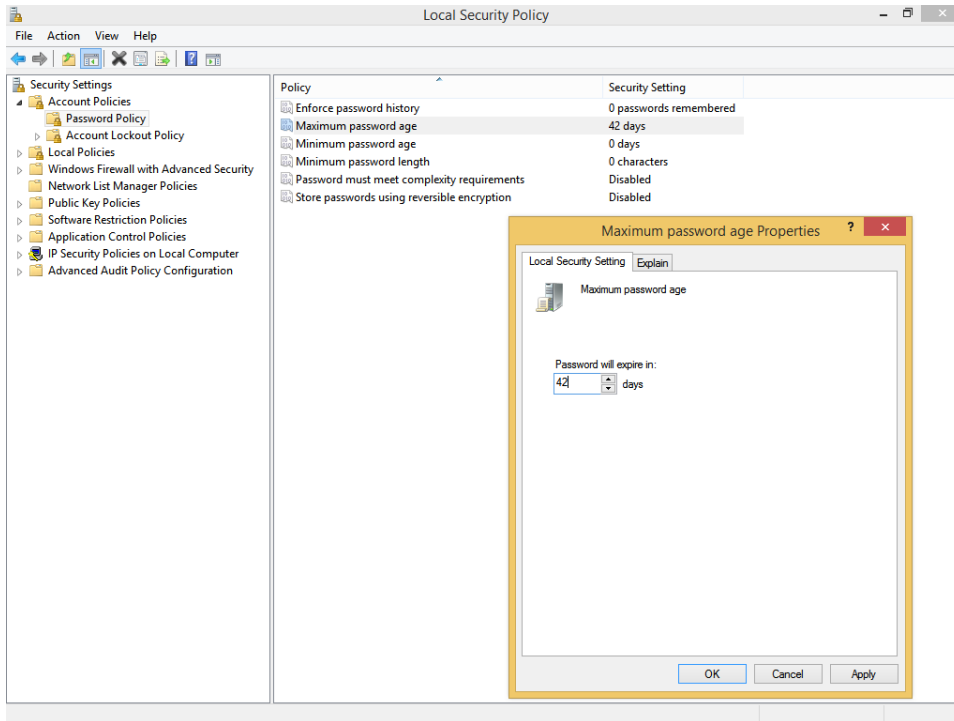 Local Security Policy
File Action View Help
Security Settings
Account Policies
Password Policy
Account Lockout Policy
Local Policies
Windows Firewall with Advanced Security
Network List Manager Policies
Public Key Policies
Software Restriction Policies
Application Control Policies
IP Security Policies on Local Computer
Advanced Audit Policy Configuration
Policy Security Setting
Enforce password history 0 passwords remembered
Maximum password age 42 days
Minimum password age 0 days
Minimum password length 0 characters
Password must meet complexity requirements Disabled
Store passwords using reversible encryption Disabled
Maximum password age Properties
Local Security Setting Explain
Maximum password age
Password will expire in:
42 days
OK Cancel Apply